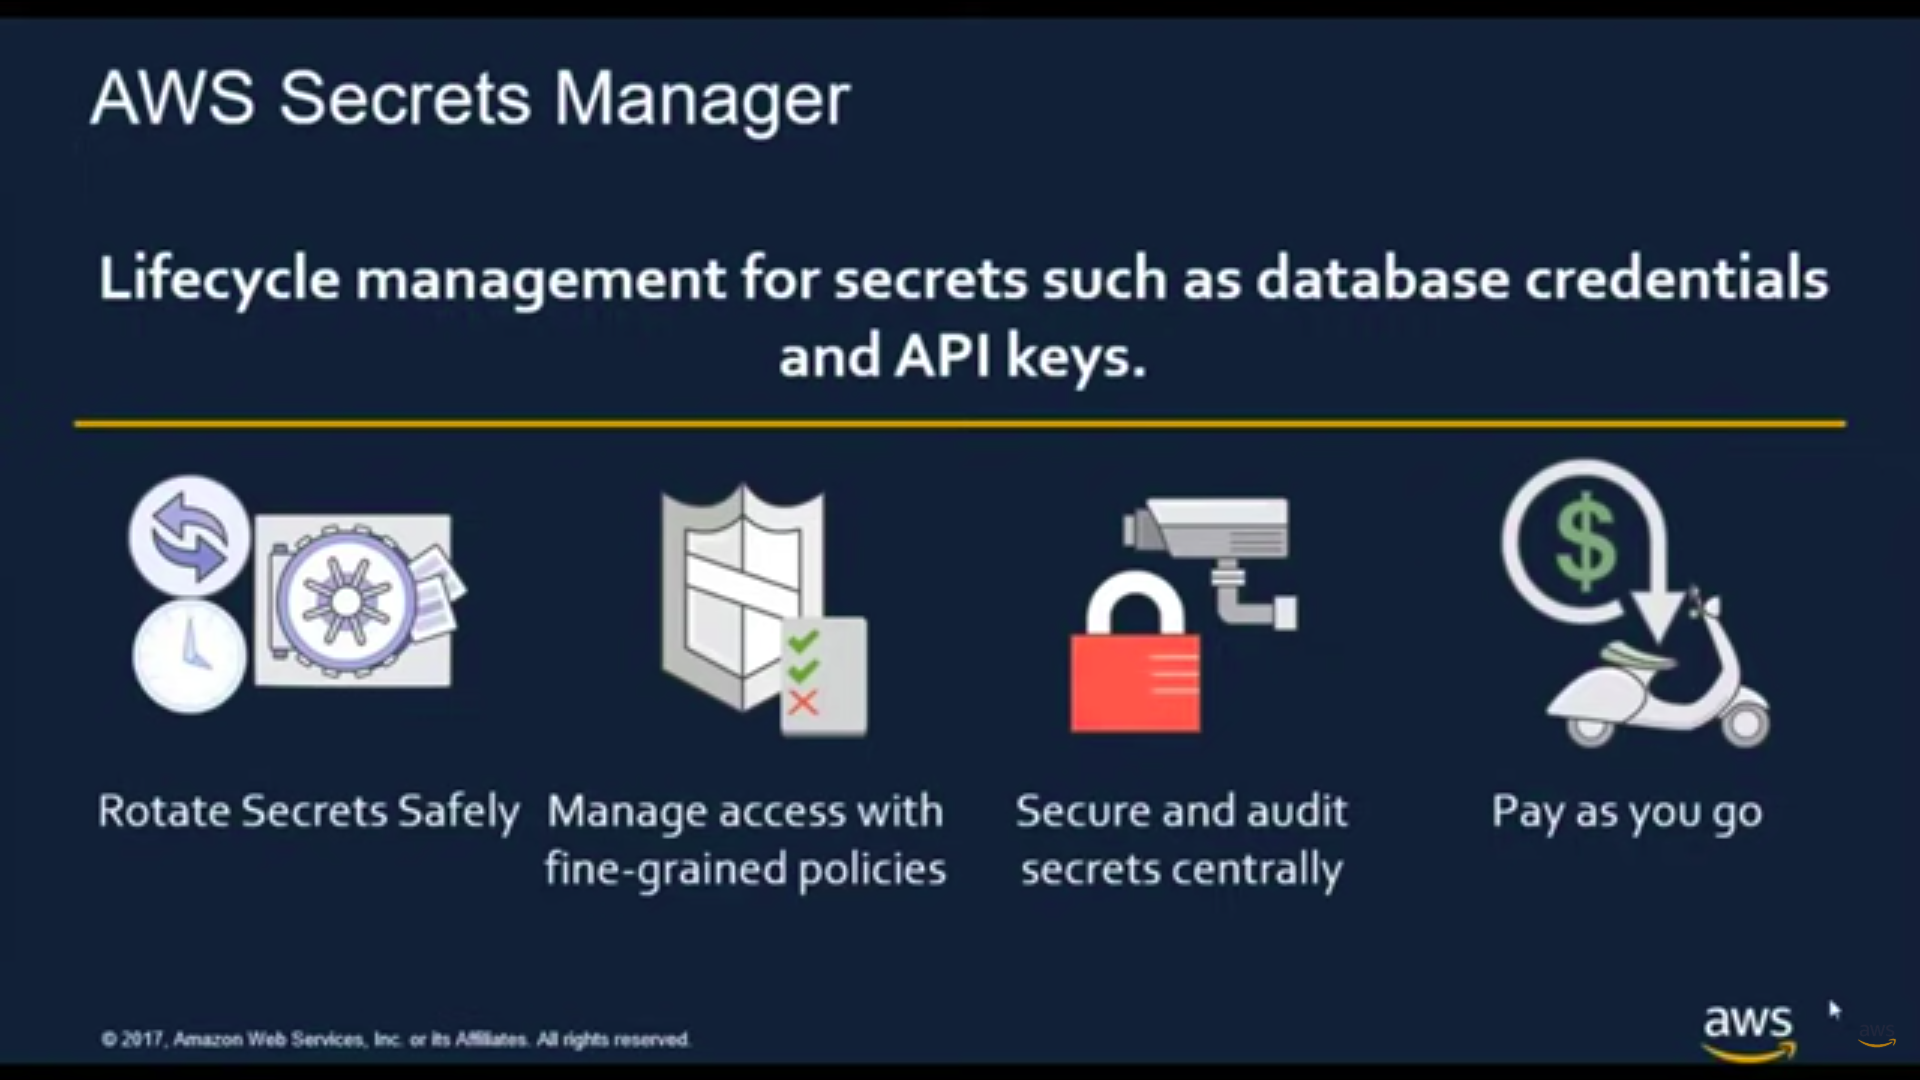 AWS Secrets Manager
Lifecycle management for secrets such as database credentials
and API keys.
$
Rotate Secrets Safely
Manage access with
fine-grained policies
Secure and audit
secrets centrally
Pay as you go
© 2017, Amazon Web Services, Inc. or its Affiliates. All rights reserved.
aws
aws